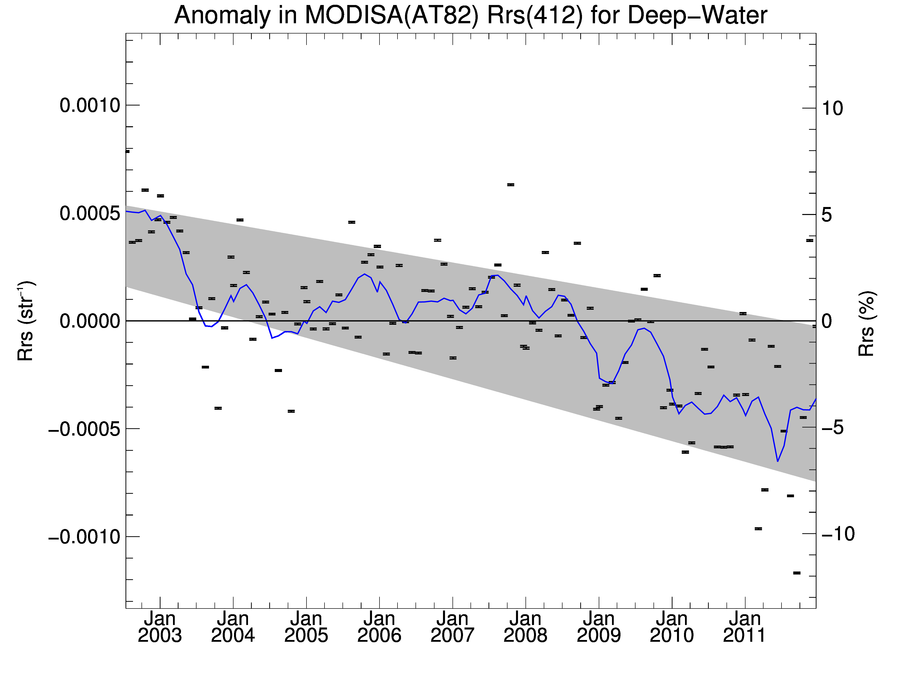 Anomaly in MODISA(AT82) Rrs(412) for Deep−Water
0.0010
0.0005
0.0000
−0.0005
−0.0010
Rrs (str⁻¹)
10
5
0
−5
−10
Rrs (%)
Jan Jan Jan Jan Jan Jan Jan Jan Jan
2003 2004 2005 2006 2007 2008 2009 2010 2011